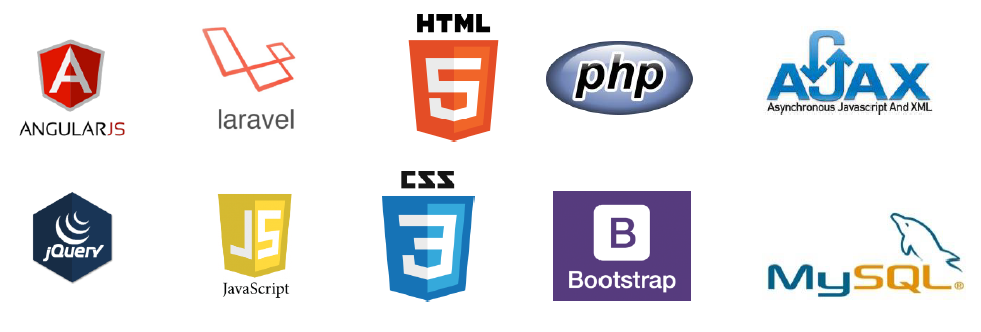 ANGULARJS
laravel
HTML
5
php
AJAX
Asynchronous Javascript And XML
jQuery
JS
JavaScript
CSS
3
B
Bootstrap
MySQL®